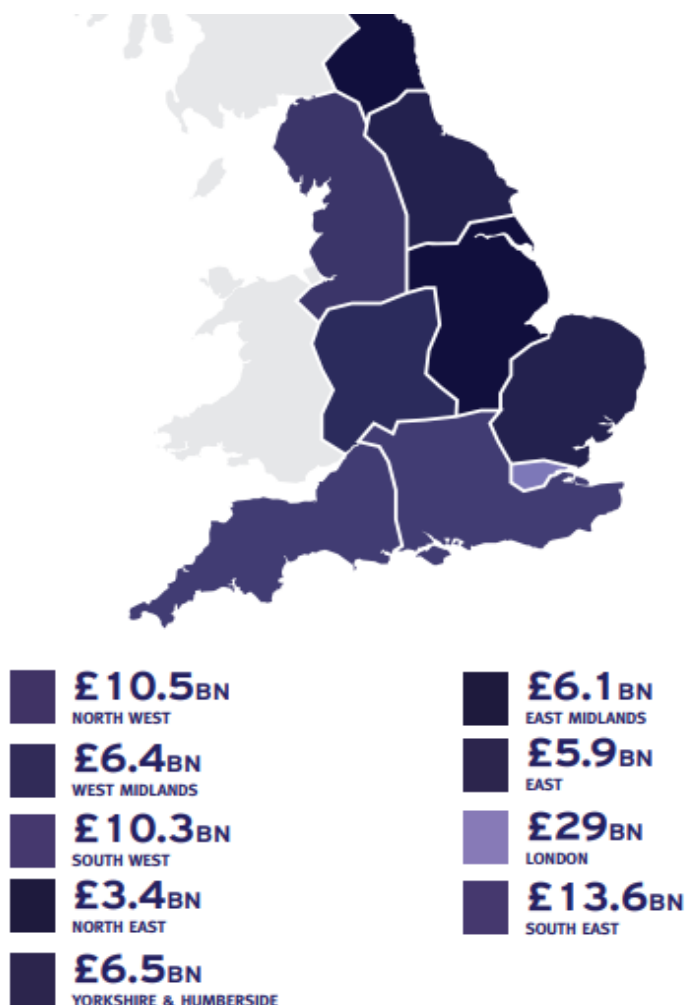 £10.5BN
NORTH WEST
£6.4BN
WEST MIDLANDS
£10.3BN
SOUTH WEST
£3.4BN
NORTH EAST
£6.5BN
YORKSHIRE & HUMBERSIDE
£6.1BN
EAST MIDLANDS
£5.9BN
EAST
£29BN
LONDON
£13.6BN
SOUTH EAST